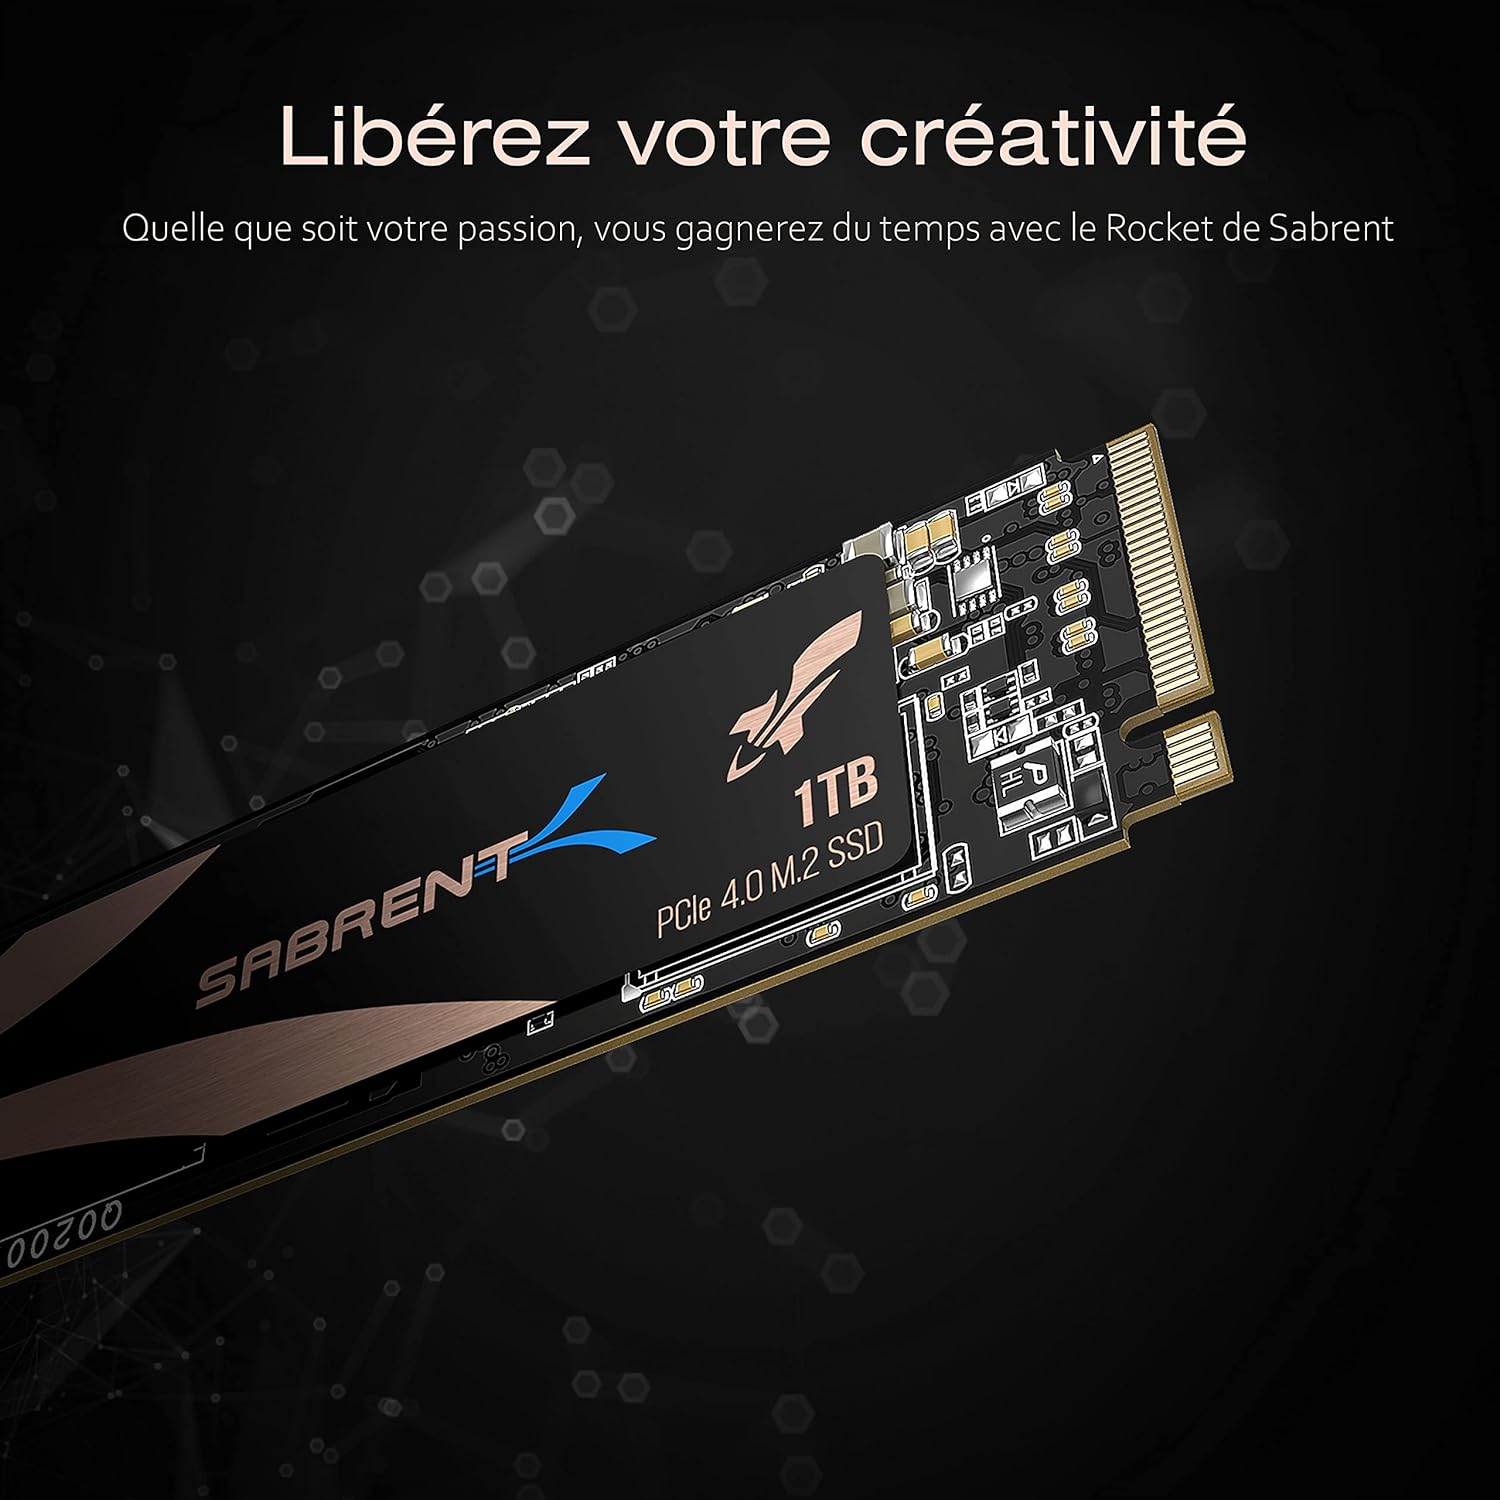 Libérez votre créativité
Quelle que soit votre passion, vous gagnerez du temps avec le Rocket de Sabrent
1TB
SABRENT
PCIe 4.0 M.2 SSD
Q0200